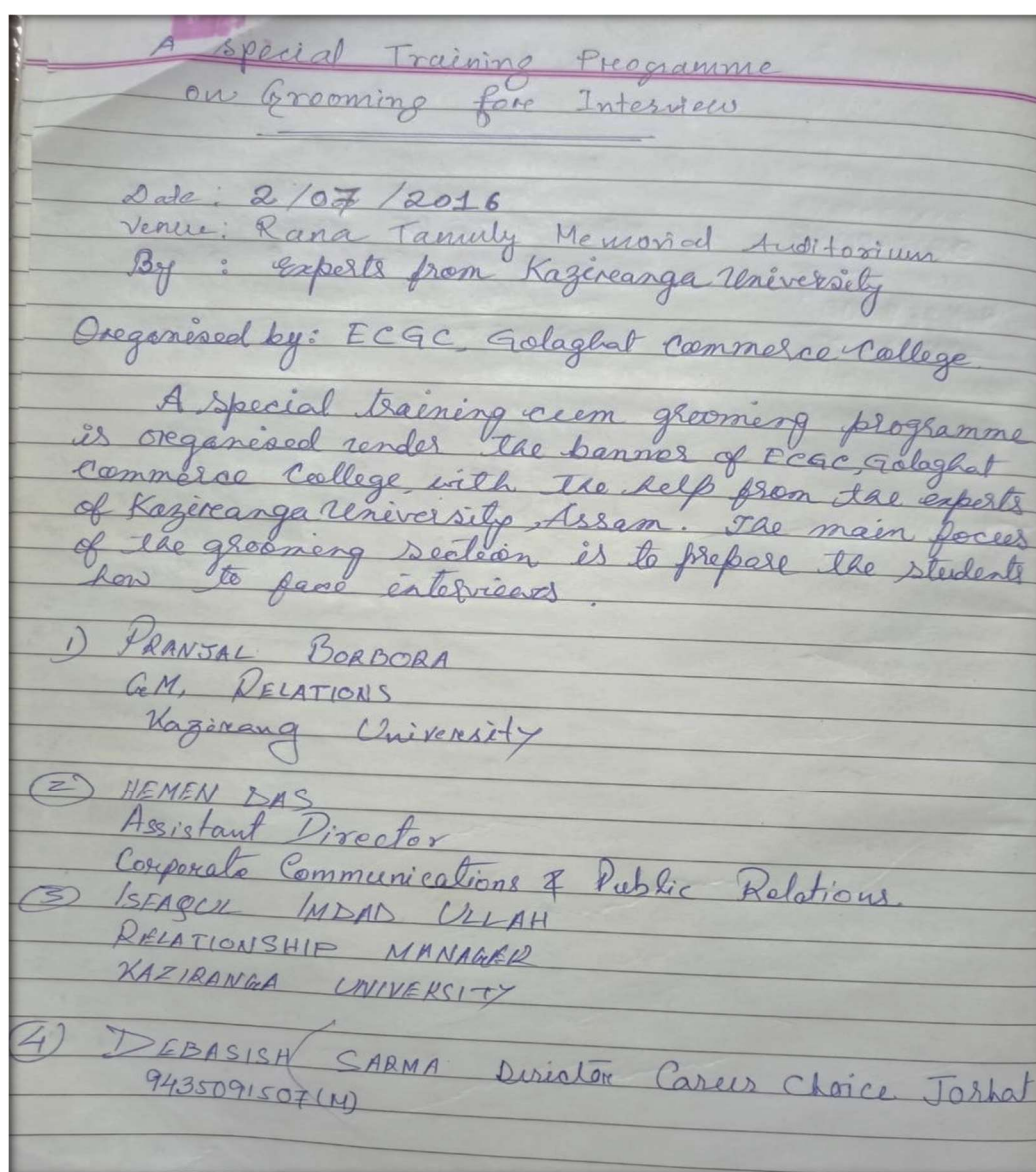 A Special Training Programme
on Grooming for Interview
Date: 2/07/2016
Venue: Rana Tamuly Memorial Auditorium
By : experts from Kazireanga University
Oreganised by: ECGC, Golaghat Commerce College.
A special training cum grooming programme
is oreganised under the banner of ECGC, Golaghat
Commerce College with the help from the experts
of Kazireanga University, Assam. The main focus
of the grooming section is to prepare the students
how to face interviews.
1) PRANJAL BORBORA
GM, RELATIONS
Kazirang University
2) HEMEN DAS
Assistant Director
Corporate Communications & Public Relations.
3) ISFAQUL IMDAD ULLAH
RELATIONSHIP MANAGER
KAZIRANGA UNIVERSITY
4) DEBASISH SARMA Director Career Choice Jorhat
9435091507(M)